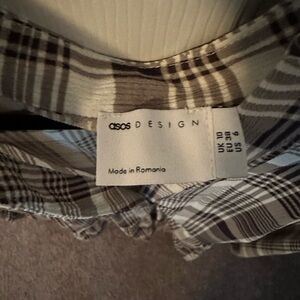 asos DESIGN
Made in Romania
UK 10
EU 38
US 6